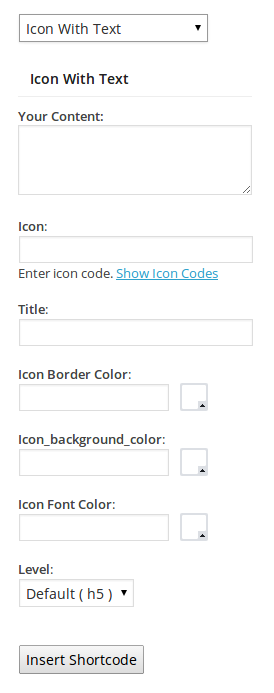 Icon With Text
Icon With Text
Your Content:
Icon:
Enter icon code. Show Icon Codes
Title:
Icon Border Color:
Icon_background_color:
Icon Font Color:
Level:
Default ( h5 )
Insert Shortcode